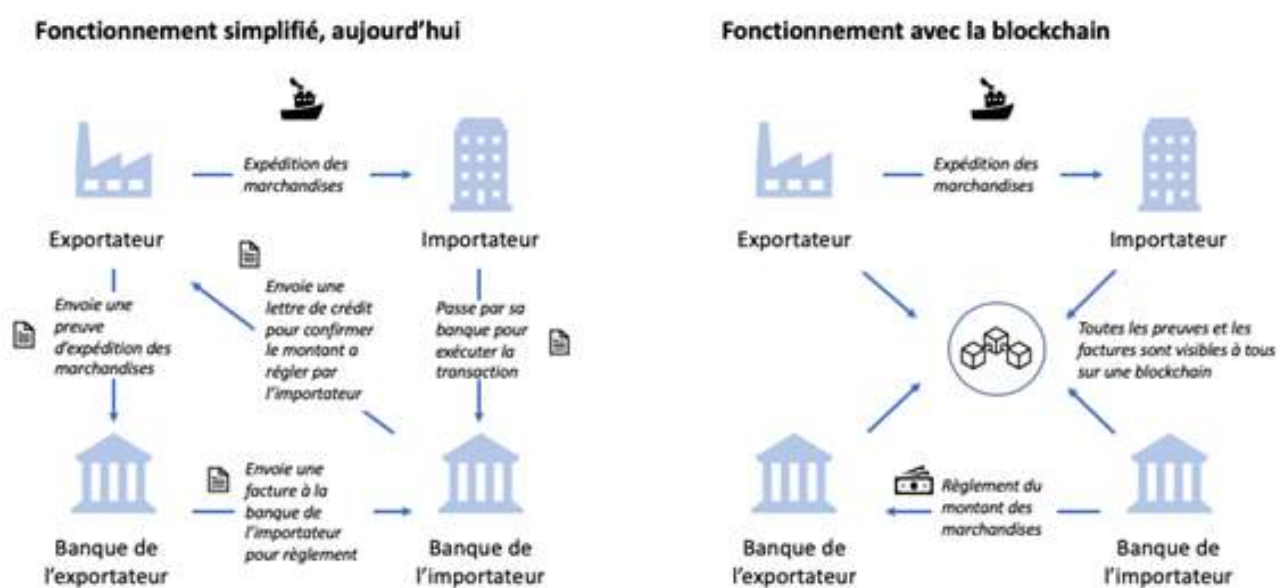 Fonctionnement simplifié, aujourd'hui
Expédition des
marchandises
Exportateur
Importateur
Envoie une
preuve
d'expédition des
marchandises
Envoie une
lettre de crédit
pour confirmer
le montant a
régler par
l'importateur
Passe par sa
banque pour
exécuter la
transaction
Envoie une
facture à la
banque de
l'importateur
pour règlement
Banque de
l'exportateur
Banque de
l'importateur
Fonctionnement avec la blockchain
Expédition des
marchandises
Exportateur
Importateur
Toutes les preuves et les
factures sont visibles à tous
sur une blockchain
Règlement du
montant des
marchandises
Banque de
l'exportateur
Banque de
l'importateur